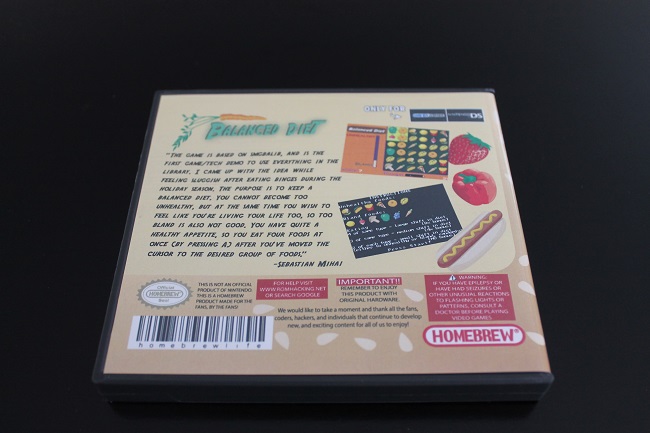 ONLY FOR
NINTENDO DS
BALANCED DIET
"THE GAME IS BASED ON SMGBALIB, AND IS THE
FIRST GAME/TECH DEMO TO USE EVERYTHING IN THE
LIBRARY, I CAME UP WITH THE IDEA WHILE
FEELING SLUGGISH AFTER EATING BINGES DURING THE
HOLIDAY SEASON. THE PURPOSE IS TO KEEP A
BALANCED DIET, YOU CANNOT BECOME TOO
UNHEALTHY, BUT AT THE SAME TIME YOU WISH TO
FEEL LIKE YOU'RE LIVING YOUR LIFE TOO, SO TOO
BLAND IS ALSO NOT GOOD. YOU HAVE QUITE A
HEALTHY APPETITE, SO YOU EAT FOUR FOODS AT
ONCE (BY PRESSING A) AFTER YOU'VE MOVED THE
CURSOR TO THE DESIRED GROUP OF FOODS."
-SEBASTIAN MIHAI
Balanced Diet
Unhealthy Foods
Bland Foods
Eating
Official
HOMEBREW
Best!
THIS IS NOT AN OFFICIAL
PRODUCT OF NINTENDO.
THIS IS A HOMEBREW
PRODUCT MADE FOR THE
FANS, BY THE FANS!
FOR HELP VISIT
WWW.ROMHACKING.NET
OR SEARCH GOOGLE
IMPORTANT!!
REMEMBER TO ENJOY
THIS PRODUCT WITH
ORIGINAL HARDWARE.
WARNING:
IF YOU HAVE EPILEPSY OR
HAVE HAD SEIZURES OR
OTHER UNUSUAL REACTIONS
TO FLASHING LIGHTS OR
PATTERNS, CONSULT A
DOCTOR BEFORE PLAYING
VIDEO GAMES.
We would like to take a moment and thank all the fans,
coders, hackers, and individuals that continue to develop
new, and exciting content for all of us to enjoy!
homebrewlife
HOMEBREW